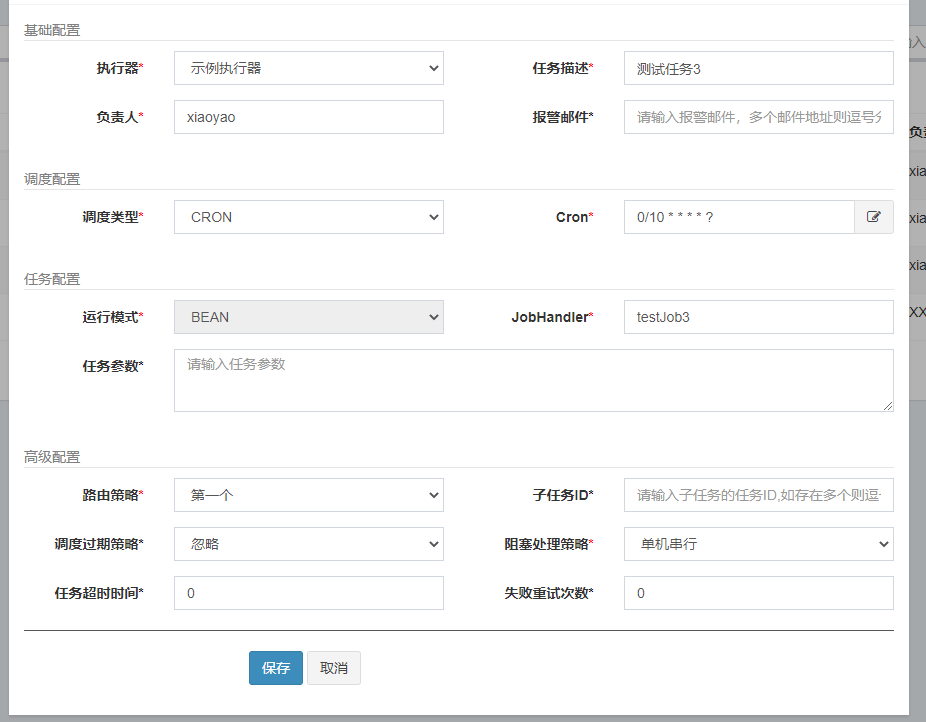 基础配置
执行器* 示例执行器 任务描述* 测试任务3
负责人* xiaoyao 报警邮件* 请输入报警邮件，多个邮件地址则逗号分
调度配置
调度类型* CRON Cron* 0/10 * * * * ?
任务配置
运行模式* BEAN JobHandler* testJob3
任务参数* 请输入任务参数
高级配置
路由策略* 第一个 子任务ID* 请输入子任务的任务ID,如存在多个则逗
调度过期策略* 忽略 阻塞处理策略* 单机串行
任务超时时间* 0 失败重试次数* 0
保存 取消
输入
负责
xia
xia
xia
XX